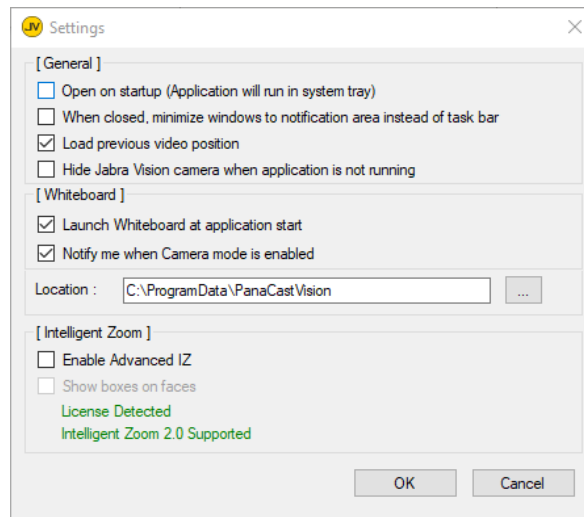 JV Settings
[ General ]
Open on startup (Application will run in system tray)
When closed, minimize windows to notification area instead of task bar
Load previous video position
Hide Jabra Vision camera when application is not running
[ Whiteboard ]
Launch Whiteboard at application start
Notify me when Camera mode is enabled
Location : C:\ProgramData\PanaCastVision ...
[ Intelligent Zoom ]
Enable Advanced IZ
Show boxes on faces
License Detected
Intelligent Zoom 2.0 Supported
OK Cancel